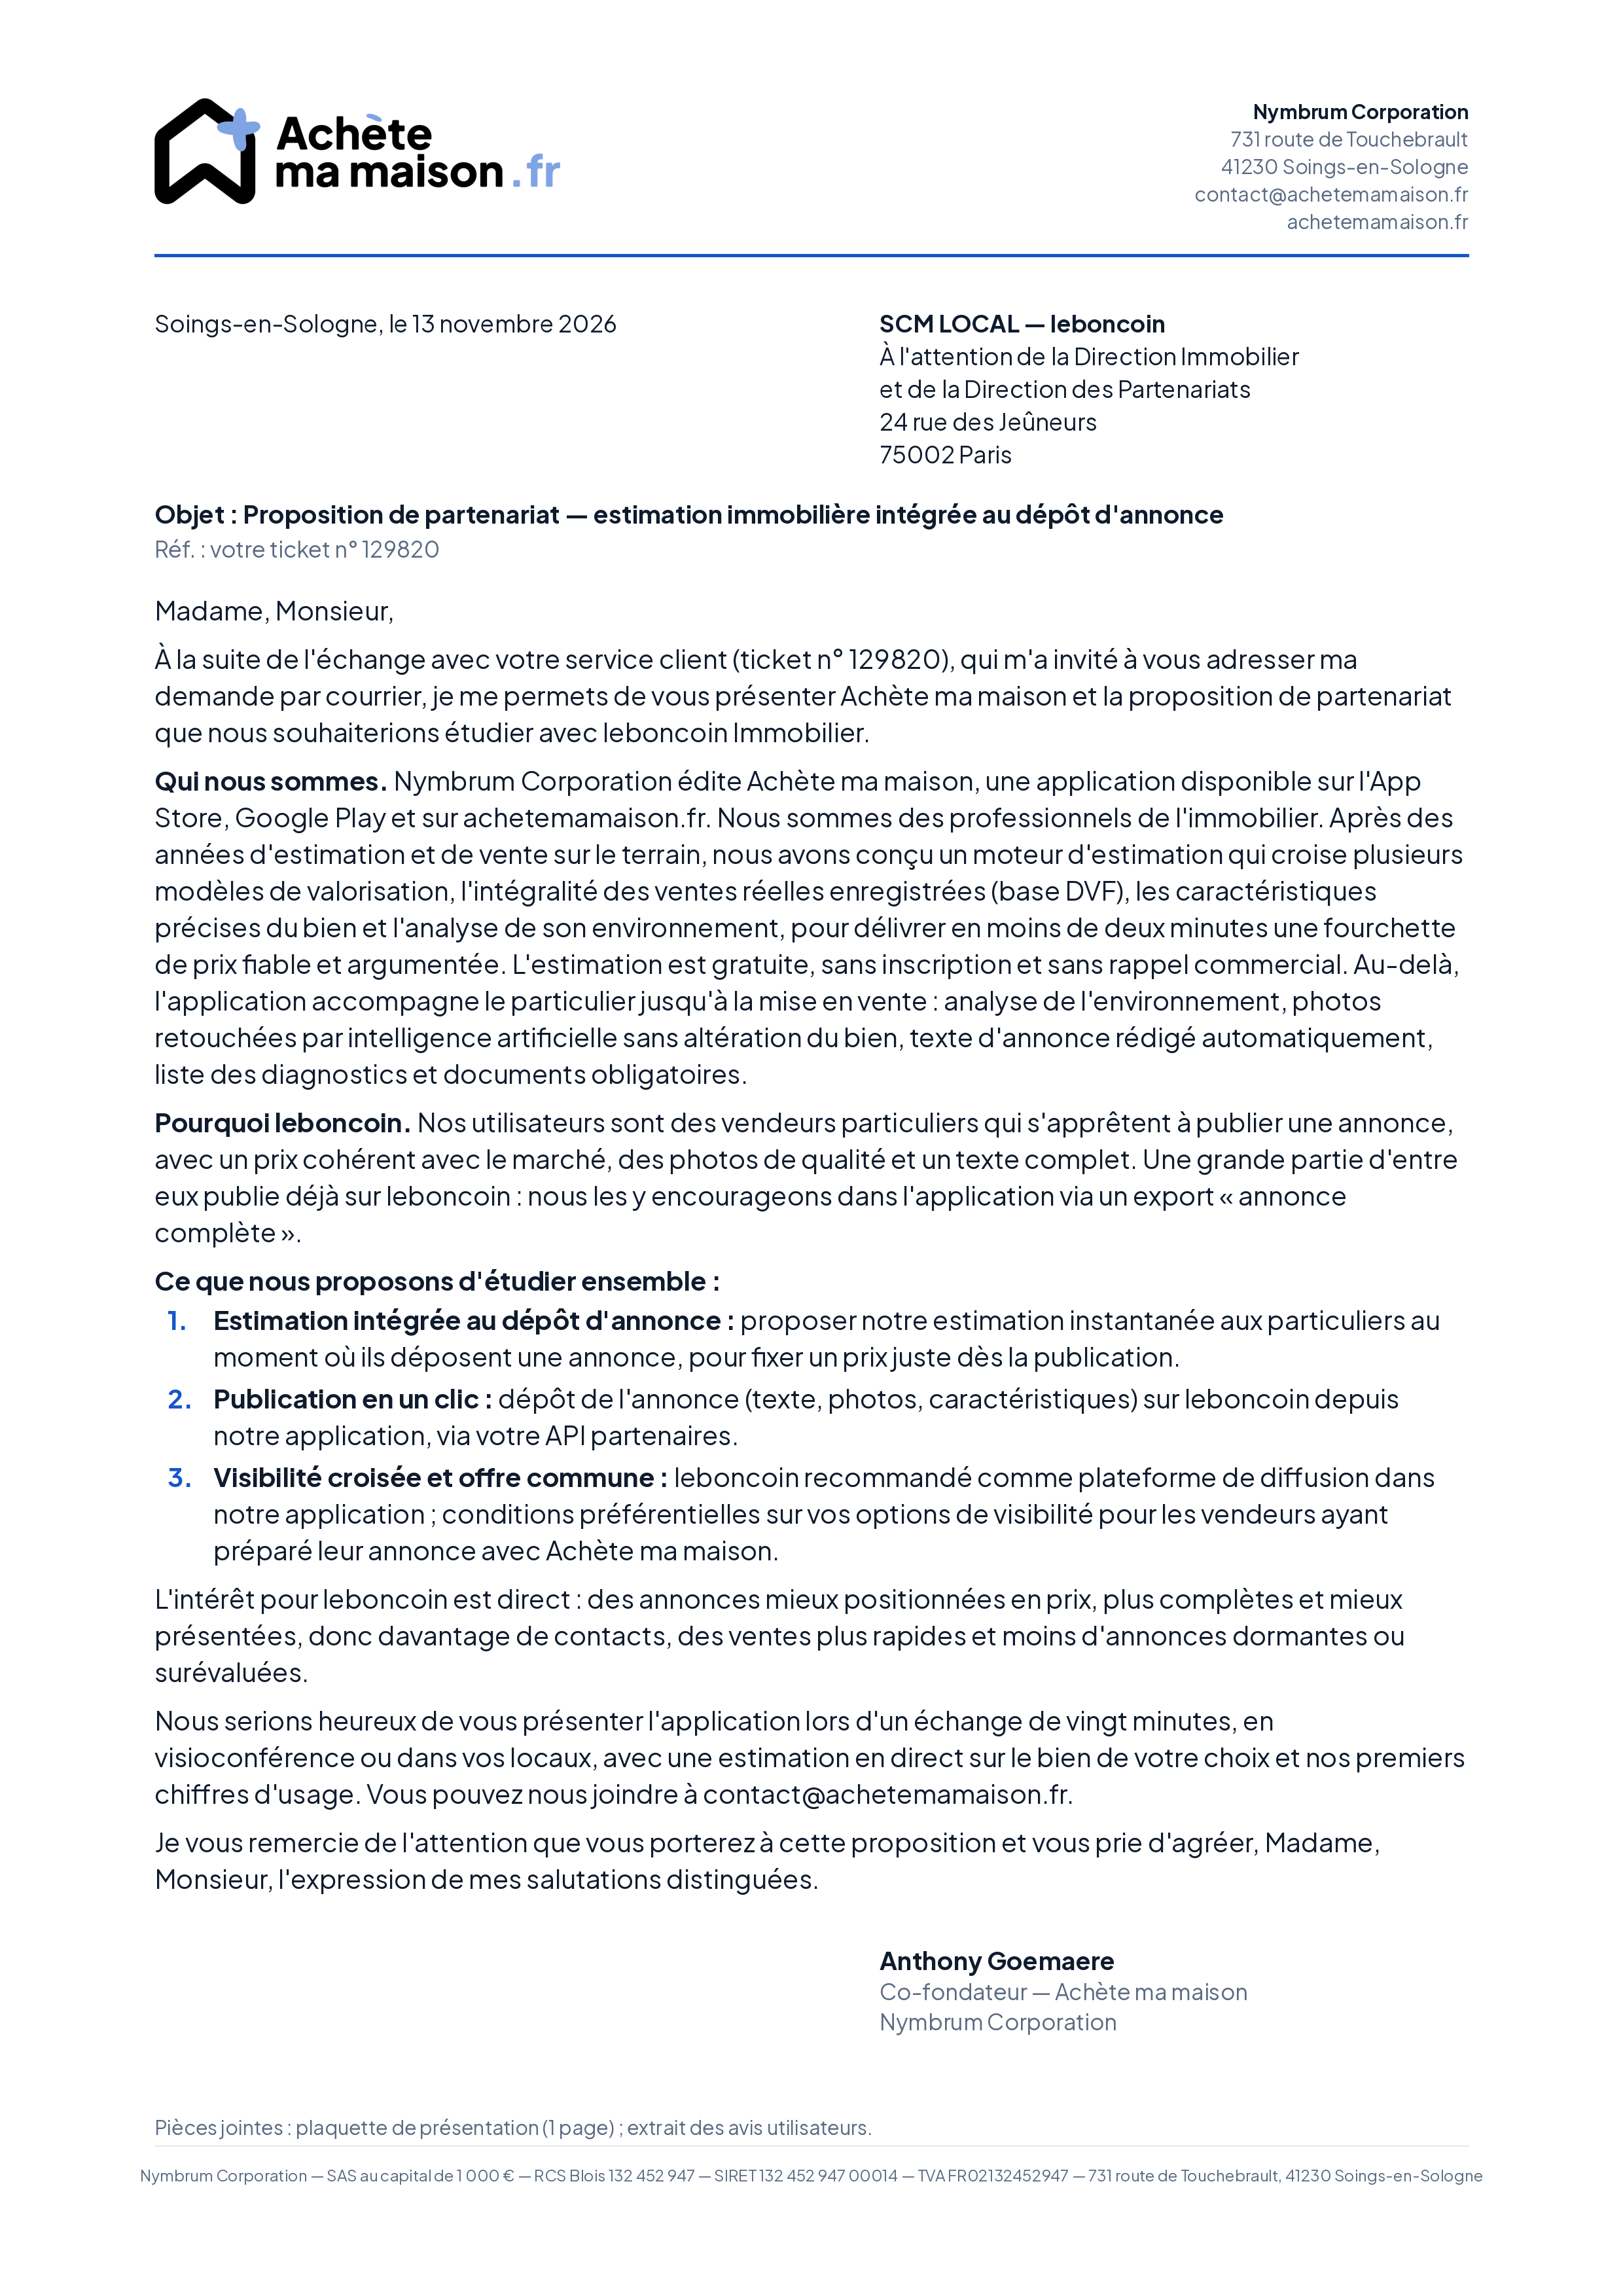 Achète
ma maison .fr
Nymbrum Corporation
731 route de Touchebrault
41230 Soings-en-Sologne
contact@achetemamaison.fr
achetemamaison.fr
Soings-en-Sologne, le 13 novembre 2026
SCM LOCAL — leboncoin
À l'attention de la Direction Immobilier
et de la Direction des Partenariats
24 rue des Jeûneurs
75002 Paris
Objet : Proposition de partenariat — estimation immobilière intégrée au dépôt d'annonce
Réf. : votre ticket n° 129820
Madame, Monsieur,
À la suite de l'échange avec votre service client (ticket n° 129820), qui m'a invité à vous adresser ma
demande par courrier, je me permets de vous présenter Achète ma maison et la proposition de partenariat
que nous souhaiterions étudier avec leboncoin Immobilier.
Qui nous sommes. Nymbrum Corporation édite Achète ma maison, une application disponible sur l'App
Store, Google Play et sur achetemamaison.fr. Nous sommes des professionnels de l'immobilier. Après des
années d'estimation et de vente sur le terrain, nous avons conçu un moteur d'estimation qui croise plusieurs
modèles de valorisation, l'intégralité des ventes réelles enregistrées (base DVF), les caractéristiques
précises du bien et l'analyse de son environnement, pour délivrer en moins de deux minutes une fourchette
de prix fiable et argumentée. L'estimation est gratuite, sans inscription et sans rappel commercial. Au-delà,
l'application accompagne le particulier jusqu'à la mise en vente : analyse de l'environnement, photos
retouchées par intelligence artificielle sans altération du bien, texte d'annonce rédigé automatiquement,
liste des diagnostics et documents obligatoires.
Pourquoi leboncoin. Nos utilisateurs sont des vendeurs particuliers qui s'apprêtent à publier une annonce,
avec un prix cohérent avec le marché, des photos de qualité et un texte complet. Une grande partie d'entre
eux publie déjà sur leboncoin : nous les y encourageons dans l'application via un export « annonce
complète ».
Ce que nous proposons d'étudier ensemble :
1. Estimation intégrée au dépôt d'annonce : proposer notre estimation instantanée aux particuliers au
moment où ils déposent une annonce, pour fixer un prix juste dès la publication.
2. Publication en un clic : dépôt de l'annonce (texte, photos, caractéristiques) sur leboncoin depuis
notre application, via votre API partenaires.
3. Visibilité croisée et offre commune : leboncoin recommandé comme plateforme de diffusion dans
notre application ; conditions préférentielles sur vos options de visibilité pour les vendeurs ayant
préparé leur annonce avec Achète ma maison.
L'intérêt pour leboncoin est direct : des annonces mieux positionnées en prix, plus complètes et mieux
présentées, donc davantage de contacts, des ventes plus rapides et moins d'annonces dormantes ou
surévaluées.
Nous serions heureux de vous présenter l'application lors d'un échange de vingt minutes, en
visioconférence ou dans vos locaux, avec une estimation en direct sur le bien de votre choix et nos premiers
chiffres d'usage. Vous pouvez nous joindre à contact@achetemamaison.fr.
Je vous remercie de l'attention que vous porterez à cette proposition et vous prie d'agréer, Madame,
Monsieur, l'expression de mes salutations distinguées.
Anthony Goemaere
Co-fondateur — Achète ma maison
Nymbrum Corporation
Pièces jointes : plaquette de présentation (1 page) ; extrait des avis utilisateurs.
Nymbrum Corporation — SAS au capital de 1 000 € — RCS Blois 132 452 947 — SIRET 132 452 947 00014 — TVA FR02132452947 — 731 route de Touchebrault, 41230 Soings-en-Sologne